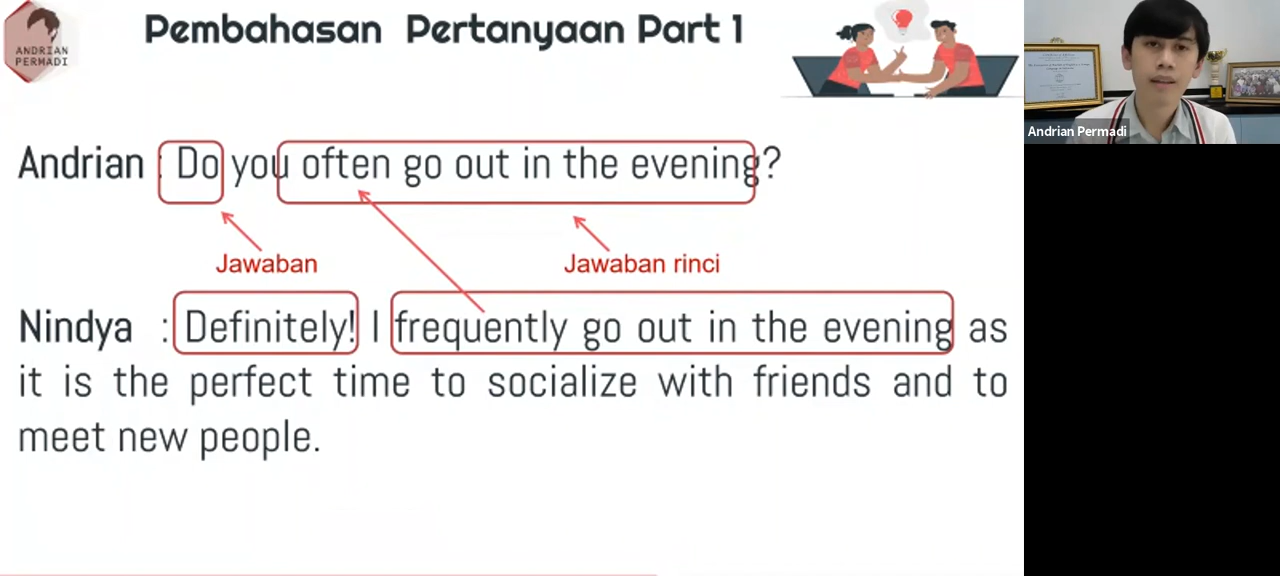 ANDRIAN
PERMADI
Pembahasan Pertanyaan Part 1
Andrian Permadi
Andrian : Do you often go out in the evening?
Jawaban
Jawaban rinci
Nindya : Definitely! I frequently go out in the evening as
it is the perfect time to socialize with friends and to
meet new people.